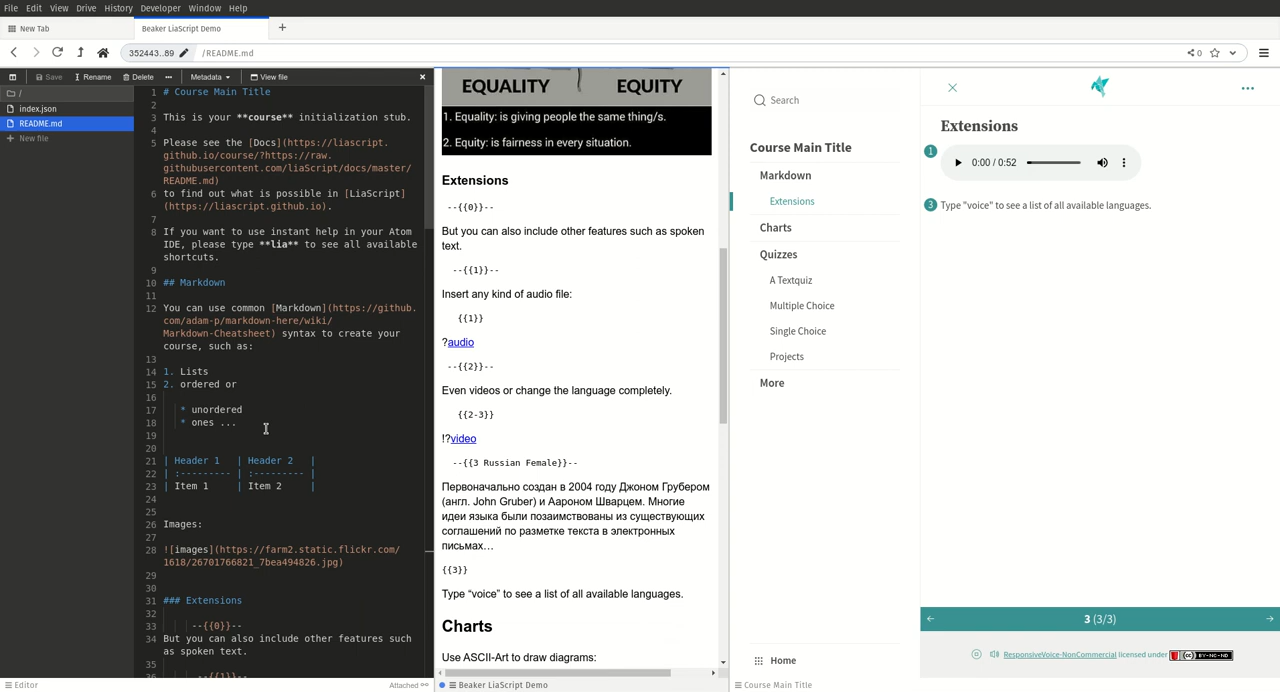 File Edit View Drive History Developer Window Help
New Tab
Beaker LiaScript Demo
352443..89 /README.md
0
Save Rename Delete Metadata View file
/
index.json
README.md
New file
1 # Course Main Title
2
3 This is your **course** initialization stub.
4
5 Please see the [Docs](https://liascript.
github.io/course/?https://raw.
githubusercontent.com/liaScript/docs/master/
README.md)
6 to find out what is possible in [LiaScript]
(https://liascript.github.io).
7
8 If you want to use instant help in your Atom
IDE, please type **lia** to see all available
shortcuts.
9
10 ## Markdown
11
12 You can use common [Markdown](https://github.
com/adam-p/markdown-here/wiki/
Markdown-Cheatsheet) syntax to create your
course, such as:
13
14 1. Lists
15 2. ordered or
16
17 * unordered
18 * ones ...
19
20
21 | Header 1 | Header 2 |
22 | :--------- | :--------- |
23 | Item 1 | Item 2 |
24
25
26 Images:
27
28 ![images](https://farm2.static.flickr.com/
1618/26701766821_7bea494826.jpg)
29
30
31 ### Extensions
32
33 --{{0}}--
34 But you can also include other features such
as spoken text.
35
36 --{{1}}--
Editor
Attached
EQUALITY EQUITY
1. Equality: is giving people the same thing/s.
2. Equity: is fairness in every situation.
Extensions
--{{0}}--
But you can also include other features such as spoken
text.
--{{1}}--
Insert any kind of audio file:
{{1}}
?audio
--{{2}}--
Even videos or change the language completely.
{{2-3}}
!?video
--{{3 Russian Female}}--
Первоначально создан в 2004 году Джоном Грубером
(англ. John Gruber) и Аароном Шварцем. Многие
идеи языка были позаимствованы из существующих
соглашений по разметке текста в электронных
письмах…
{{3}}
Type “voice” to see a list of all available languages.
Charts
Use ASCII-Art to draw diagrams:
Beaker LiaScript Demo
Search
Course Main Title
Markdown
Extensions
Charts
Quizzes
A Textquiz
Multiple Choice
Single Choice
Projects
More
Home
Course Main Title
Extensions
1 0:00 / 0:52
3 Type "voice" to see a list of all available languages.
3 (3/3)
ResponsiveVoice-NonCommercial licensed under